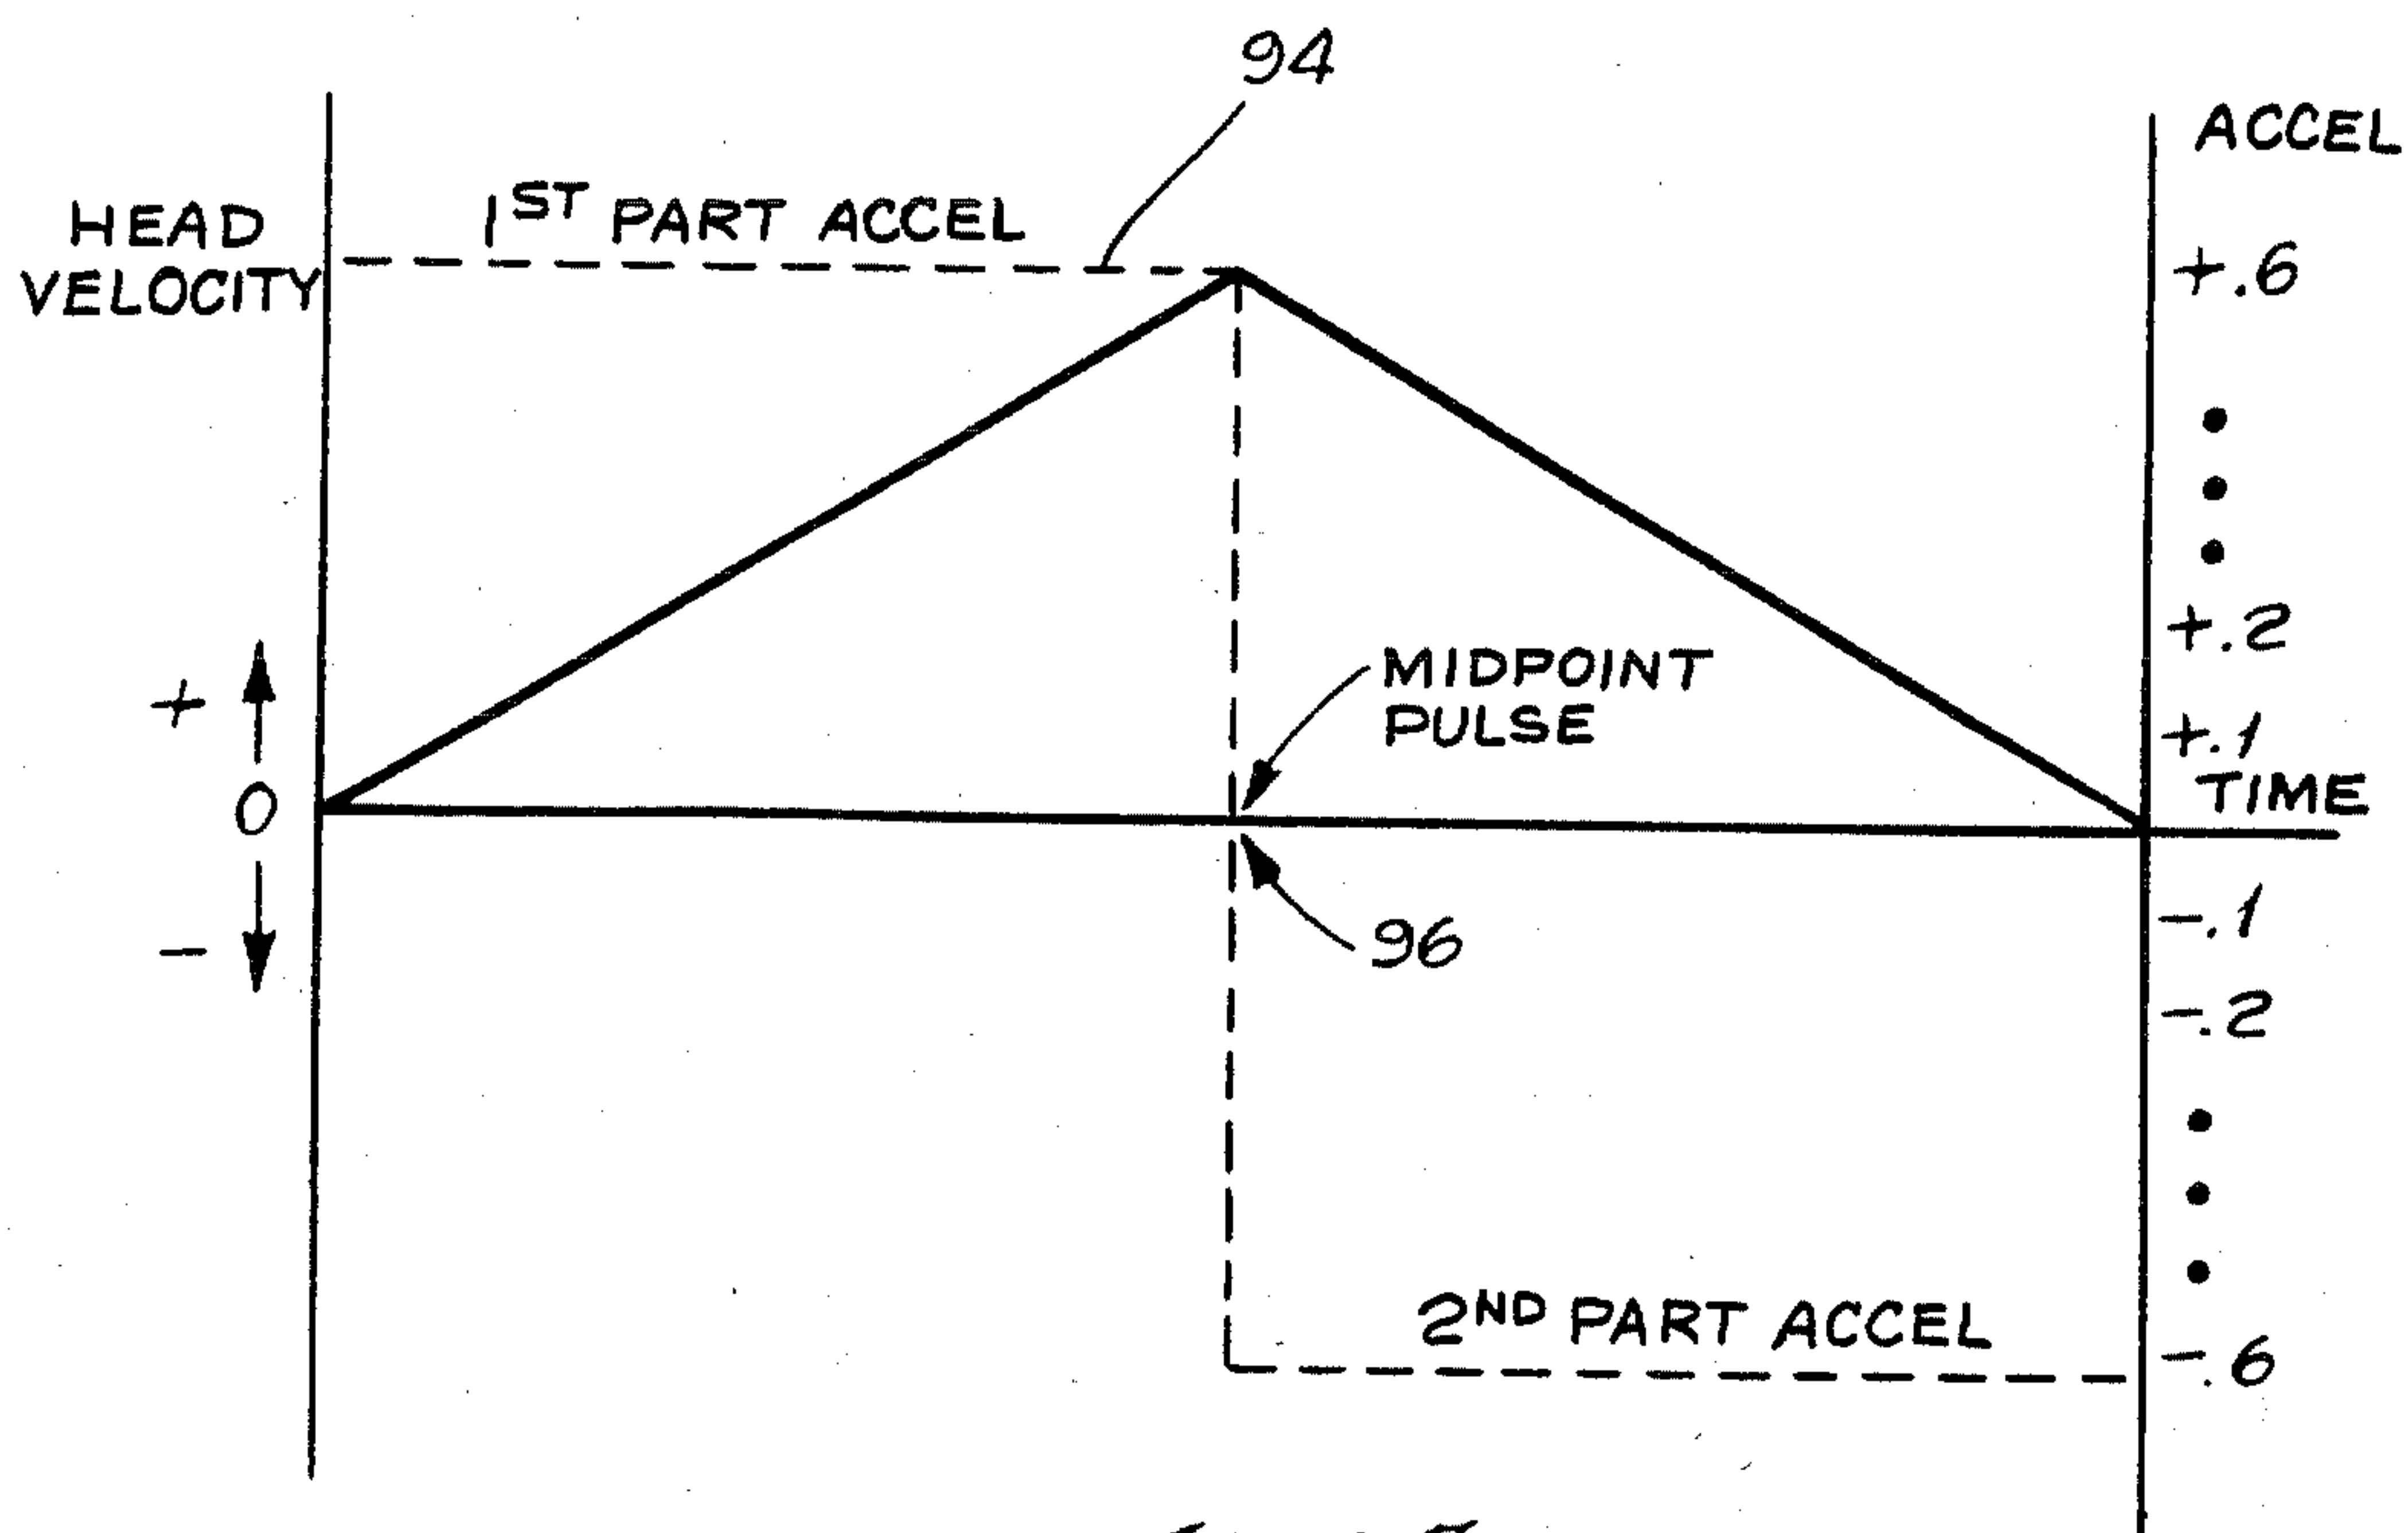 94
ACCEL
HEAD
VELOCITY
1ST PART ACCEL
+.6
+.2
+
MIDPOINT
PULSE
+.1
TIME
0
-.1
-
96
-.2
2ND PART ACCEL
-.6